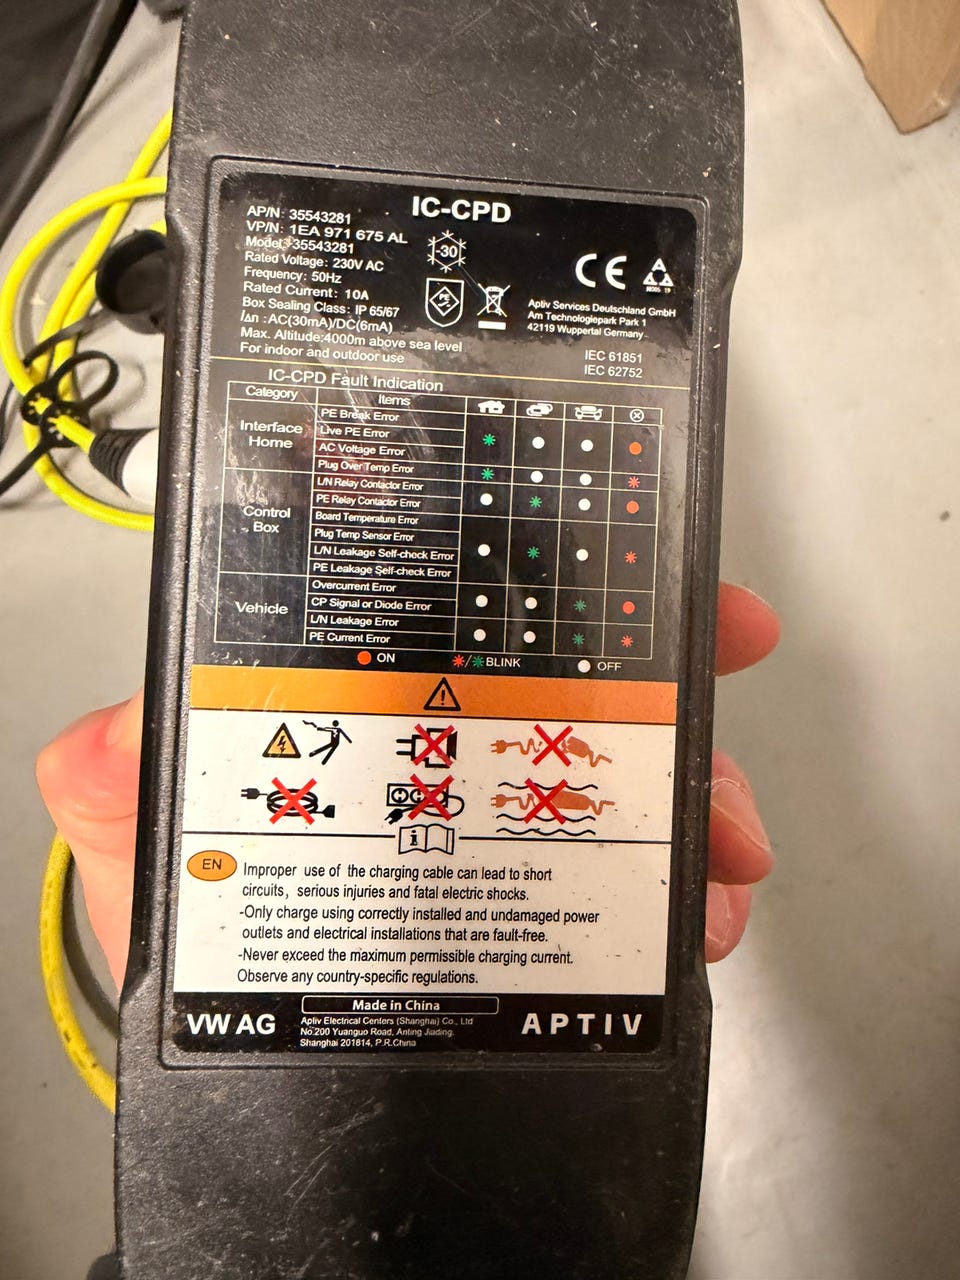 IC-CPD
AP/N: 35543281
VP/N: 1EA 971 675 AL
Model: 35543281
Rated Voltage: 230V AC
Frequency: 50Hz
Rated Current: 10A
Box Sealing Class: IP 65/67
I∆n :AC(30mA)/DC(6mA)
Max. Altitude:4000m above sea level
For indoor and outdoor use
-30
PE
CE
Aptiv Services Deutschland GmbH
Am Technologiepark Park 1
42119 Wuppertal Germany
IEC 61851
IEC 62752
IC-CPD Fault Indication
Category Items
Interface Home
PE Break Error
Live PE Error
AC Voltage Error
Plug Over Temp Error
Control Box
L/N Relay Contactor Error
PE Relay Contactor Error
Board Temperature Error
Plug Temp Sensor Error
L/N Leakage Self-check Error
PE Leakage Self-check Error
Vehicle
Overcurrent Error
CP Signal or Diode Error
L/N Leakage Error
PE Current Error
ON BLINK OFF
EN
Improper use of the charging cable can lead to short
circuits, serious injuries and fatal electric shocks.
-Only charge using correctly installed and undamaged power
outlets and electrical installations that are fault-free.
-Never exceed the maximum permissible charging current.
Observe any country-specific regulations.
Made in China
VW AG
Aptiv Electrical Centers (Shanghai) Co., Ltd
No.200 Yuanguo Road, Anting Jiading.
Shanghai 201814, P.R.China
APTIV